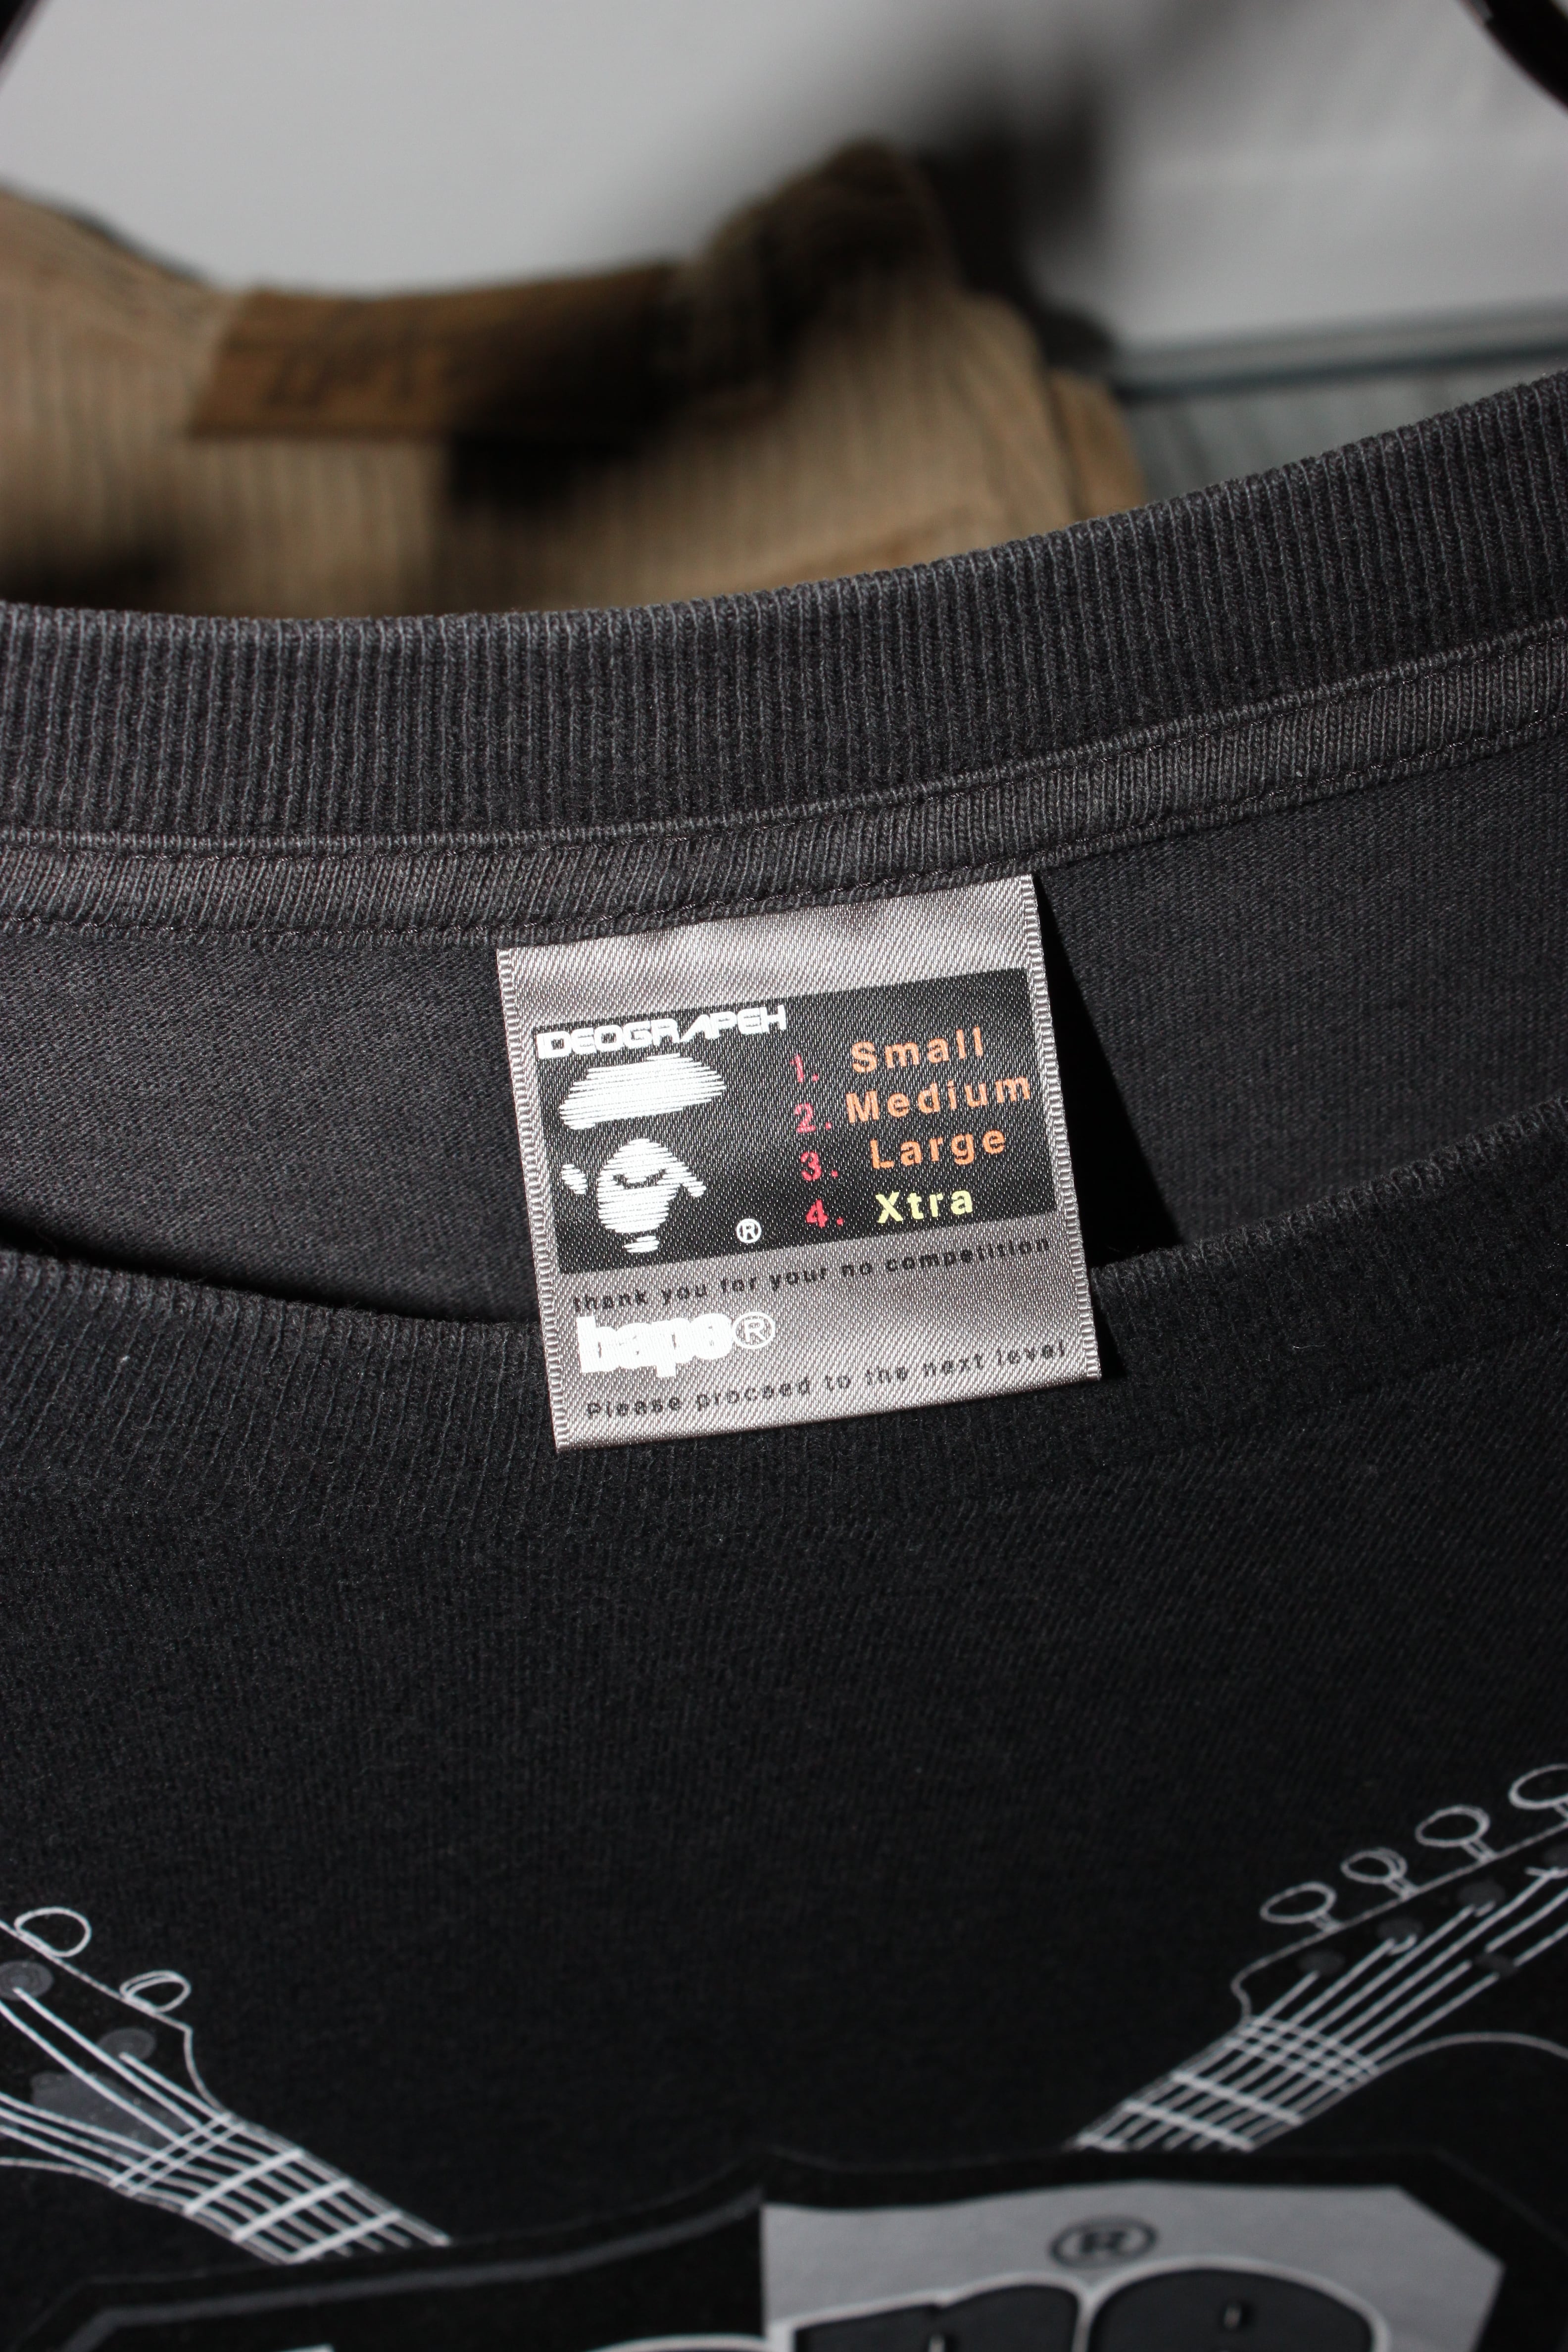 IDEOGRAPEH
1. Small
2. Medium
3. Large
4. Xtra
®
thank you for your no competition
bape®
Please proceed to the next level
®